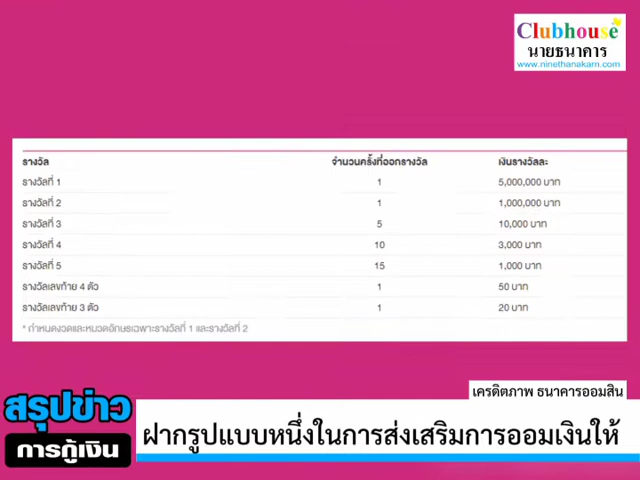 Clubhouse
นายธนาคาร
www.ninethanakarn.com
รางวัล จำนวนครั้งที่ออกรางวัล เงินรางวัลละ
รางวัลที่ 1 1 5,000,000 บาท
รางวัลที่ 2 1 1,000,000 บาท
รางวัลที่ 3 5 10,000 บาท
รางวัลที่ 4 10 3,000 บาท
รางวัลที่ 5 15 1,000 บาท
รางวัลเลขท้าย 4 ตัว 1 50 บาท
รางวัลเลขท้าย 3 ตัว 1 20 บาท
* กำหนดงวดและหมวดอักษรเฉพาะรางวัลที่ 1 และรางวัลที่ 2
เครดิตภาพ ธนาคารออมสิน
สรุปข่าว
การกู้เงิน
ฝากรูปแบบหนึ่งในการส่งเสริมการออมเงินให้